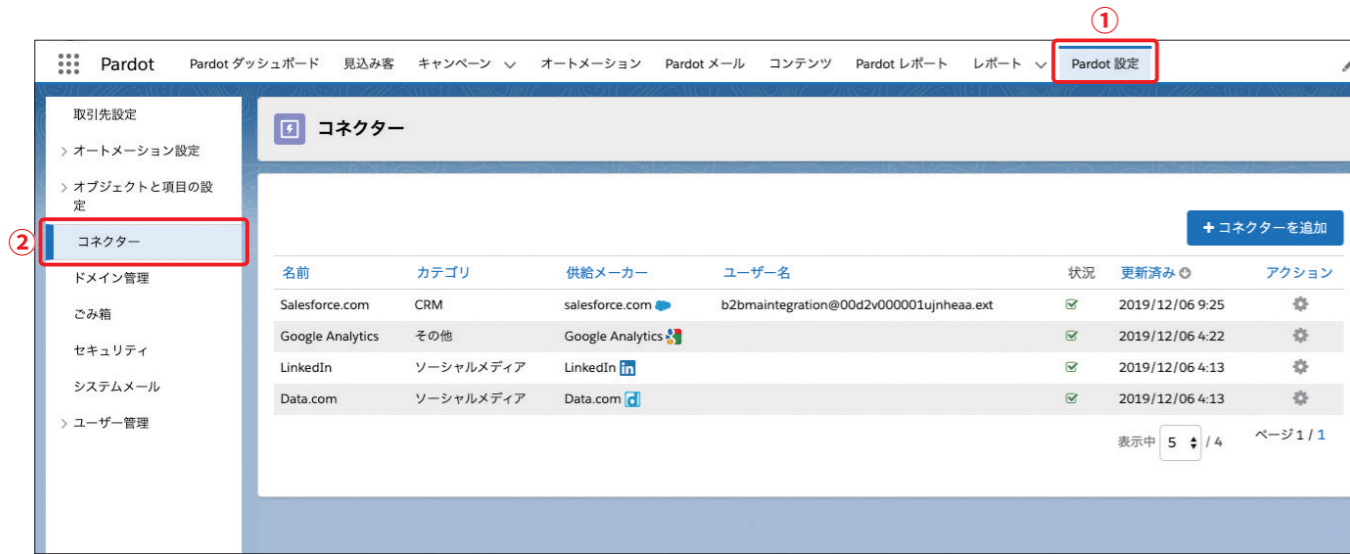 ①
Pardot Pardot ダッシュボード 見込み客 キャンペーン オートメーション Pardot メール コンテンツ Pardot レポート レポート Pardot 設定
取引先設定
コネクター
オートメーション設定
オブジェクトと項目の設
定
②
コネクター
+コネクターを追加
ドメイン管理
ごみ箱
セキュリティ
システムメール
ユーザー管理
名前 カテゴリ 供給メーカー ユーザー名 状況 更新済み アクション
Salesforce.com CRM salesforce.com b2bmaintegration@00d2v000001ujnheaa.ext 2019/12/06 9:25
Google Analytics その他 Google Analytics 2019/12/06 4:22
LinkedIn ソーシャルメディア LinkedIn in 2019/12/06 4:13
Data.com ソーシャルメディア Data.com d 2019/12/06 4:13
表示中 5 / 4 ページ 1 / 1